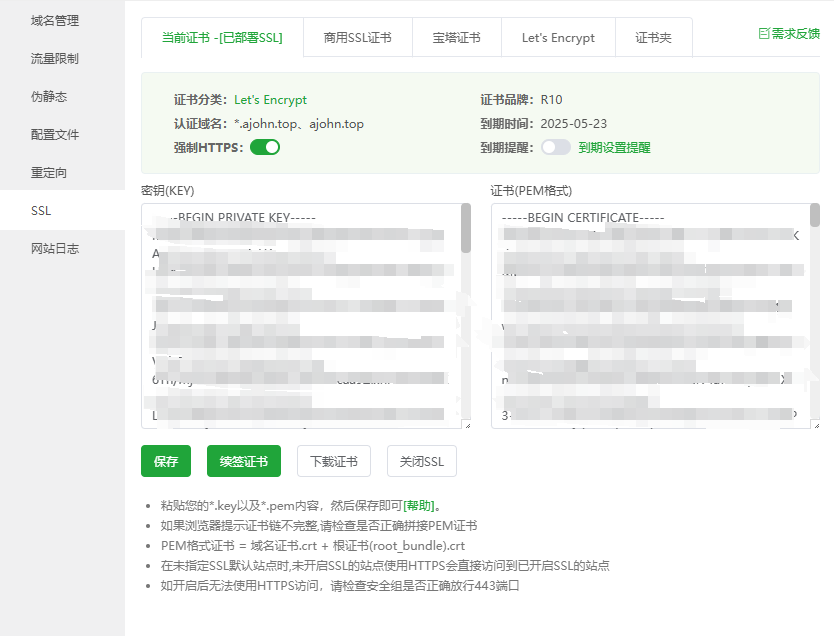 域名管理
流量限制
伪静态
配置文件
重定向
SSL
网站日志
当前证书 -[已部署SSL]
商用SSL证书
宝塔证书
Let's Encrypt
证书夹
需求反馈
证书分类：Let's Encrypt
证书品牌：R10
认证域名：*.ajohn.top、ajohn.top
到期时间：2025-05-23
强制HTTPS：
到期提醒：
到期设置提醒
密钥(KEY)
证书(PEM格式)
--BEGIN PRIVATE KEY-----
-----BEGIN CERTIFICATE-----
保存
续签证书
下载证书
关闭SSL
粘贴您的*.key以及*.pem内容，然后保存即可[帮助]。
如果浏览器提示证书链不完整,请检查是否正确拼接PEM证书
PEM格式证书 = 域名证书.crt + 根证书(root_bundle).crt
在未指定SSL默认站点时,未开启SSL的站点使用HTTPS会直接访问到已开启SSL的站点
如开启后无法使用HTTPS访问，请检查安全组是否正确放行443端口